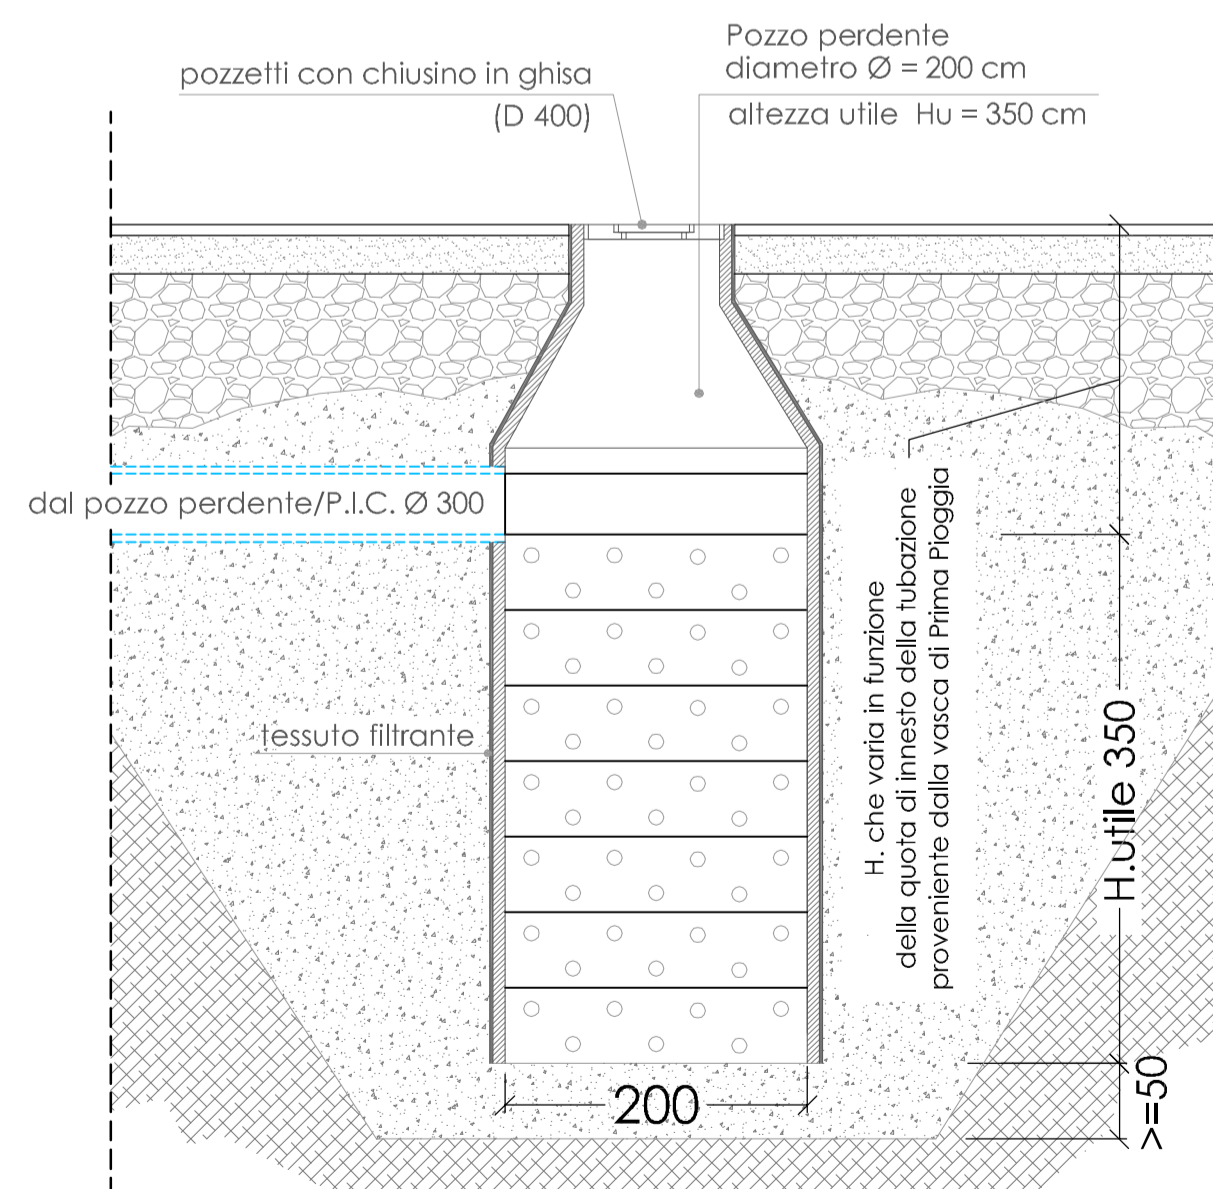 pozzetti con chiusino in ghisa
(D 400)
Pozzo perdente
diametro Ø = 200 cm
altezza utile Hu = 350 cm
dal pozzo perdente/P.I.C. Ø 300
tessuto filtrante
H. che varia in funzione
della quota di innesto della tubazione
proveniente dalla vasca di Prima Pioggia
H.utile 350
200
>=50